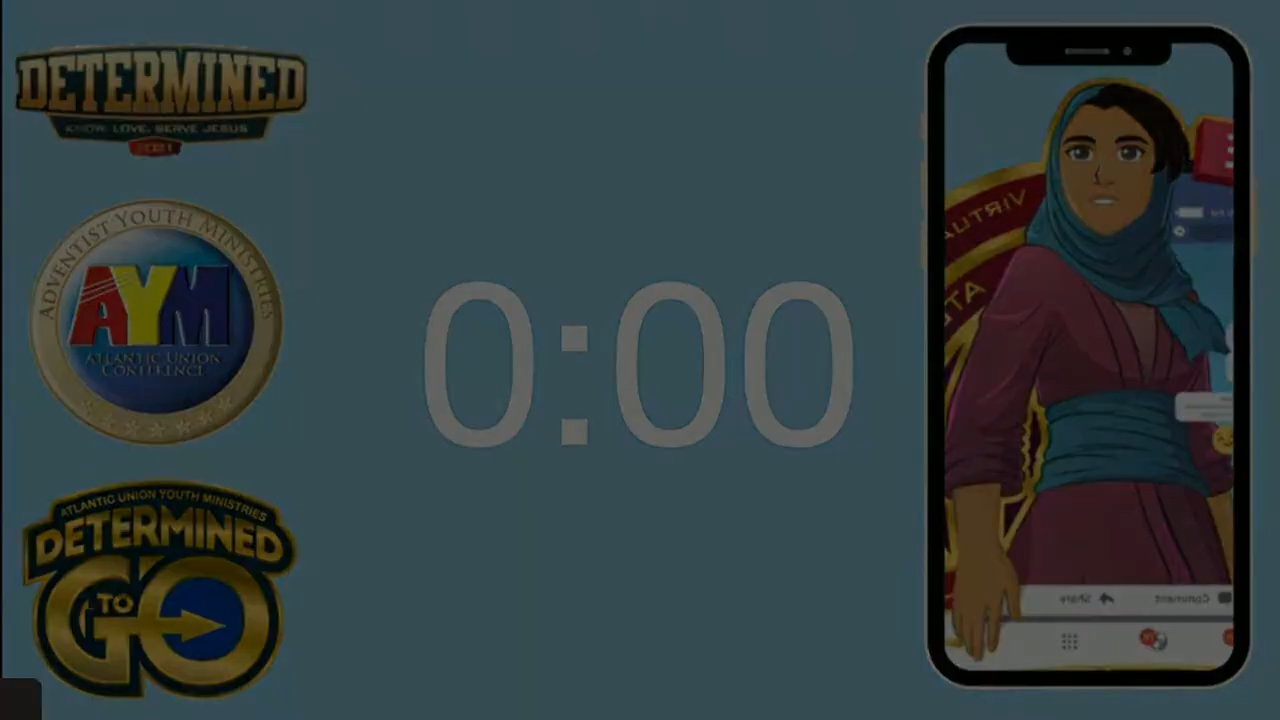 DETERMINED
KNOW. LOVE. SERVE JESUS
2021
ADVENTIST YOUTH MINISTRIES
AYM
ATLANTIC UNION
CONFERENCE
ATLANTIC UNION YOUTH MINISTRIES
DETERMINED
TO
GO
0:00
VIRTUA
Share
Comment